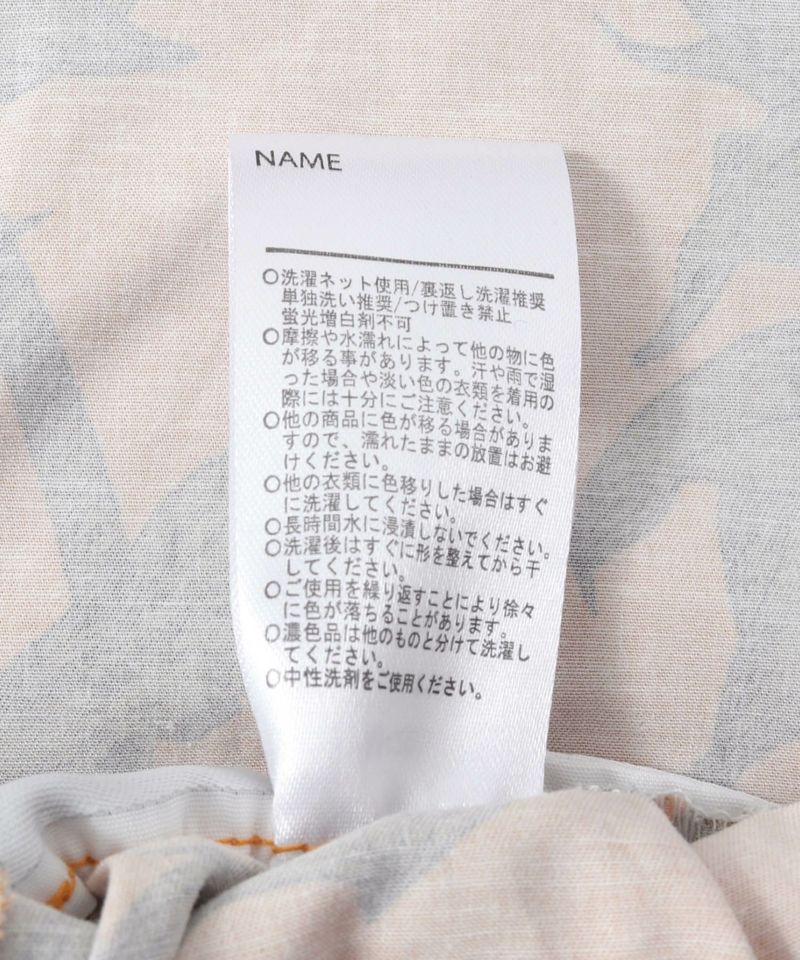 NAME
○洗濯ネット使用/裏返し洗濯推奨
単独洗い推奨/つけ置き禁止
蛍光増白剤不可
○摩擦や水濡れによって他の物に色
が移る事があります。汗や雨で湿
った場合や淡い色の衣類を着用の
際には十分にご注意ください。
○他の商品に色が移る場合がありま
すので、濡れたままの放置はお避
けください。
○他の衣類に色移りした場合はすぐ
に洗濯してください。
○長時間水に浸漬しないでください。
○洗濯後はすぐに形を整えてから干
してください。
○ご使用を繰り返すことにより徐々
に色が落ちることがあります。
○濃色品は他のものと分けて洗濯し
てください。
○中性洗剤をご使用ください。